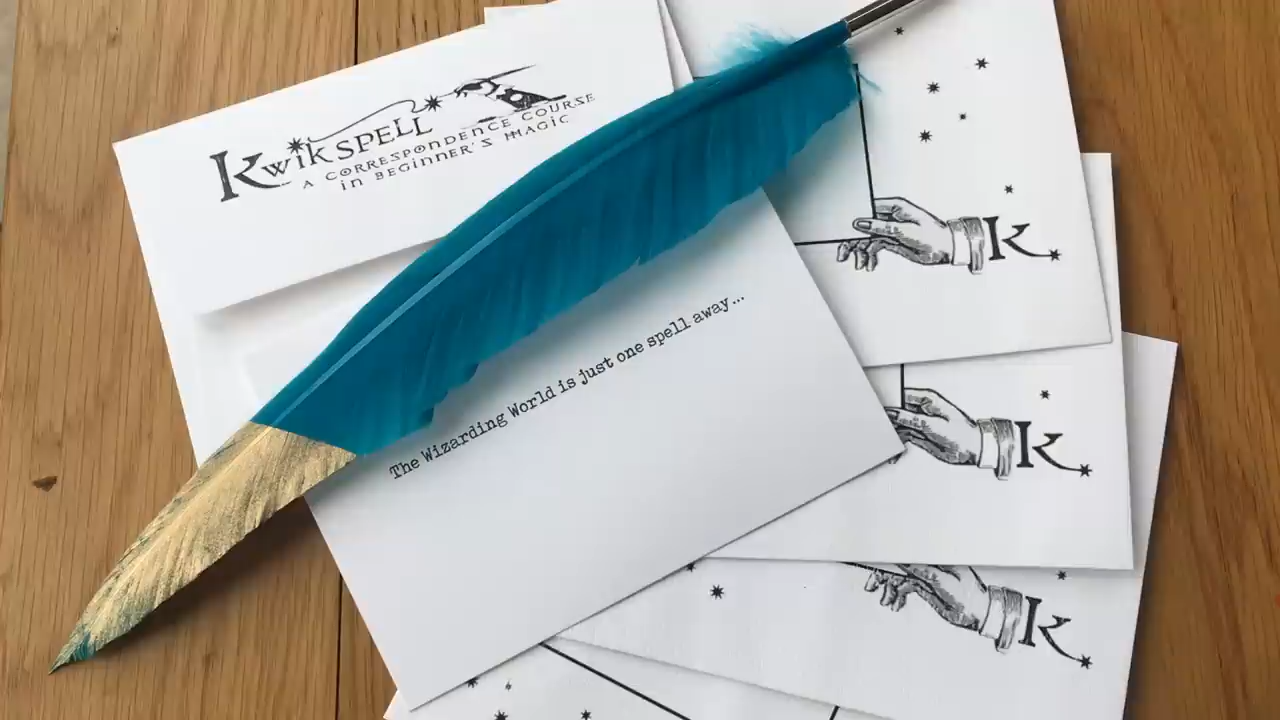 KwikSPELL
A CORRESPONDENCE COURSE
in BEGINNER'S MAGIC
The Wizarding World is just one spell away...
K
K
K